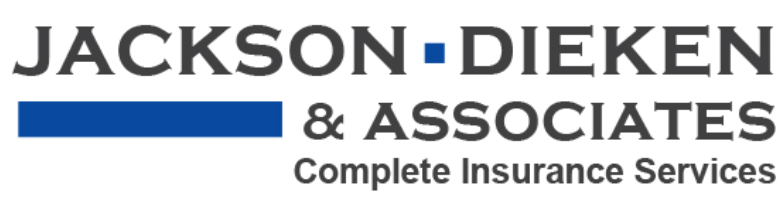 JACKSON ▪ DIEKEN
& ASSOCIATES
Complete Insurance Services